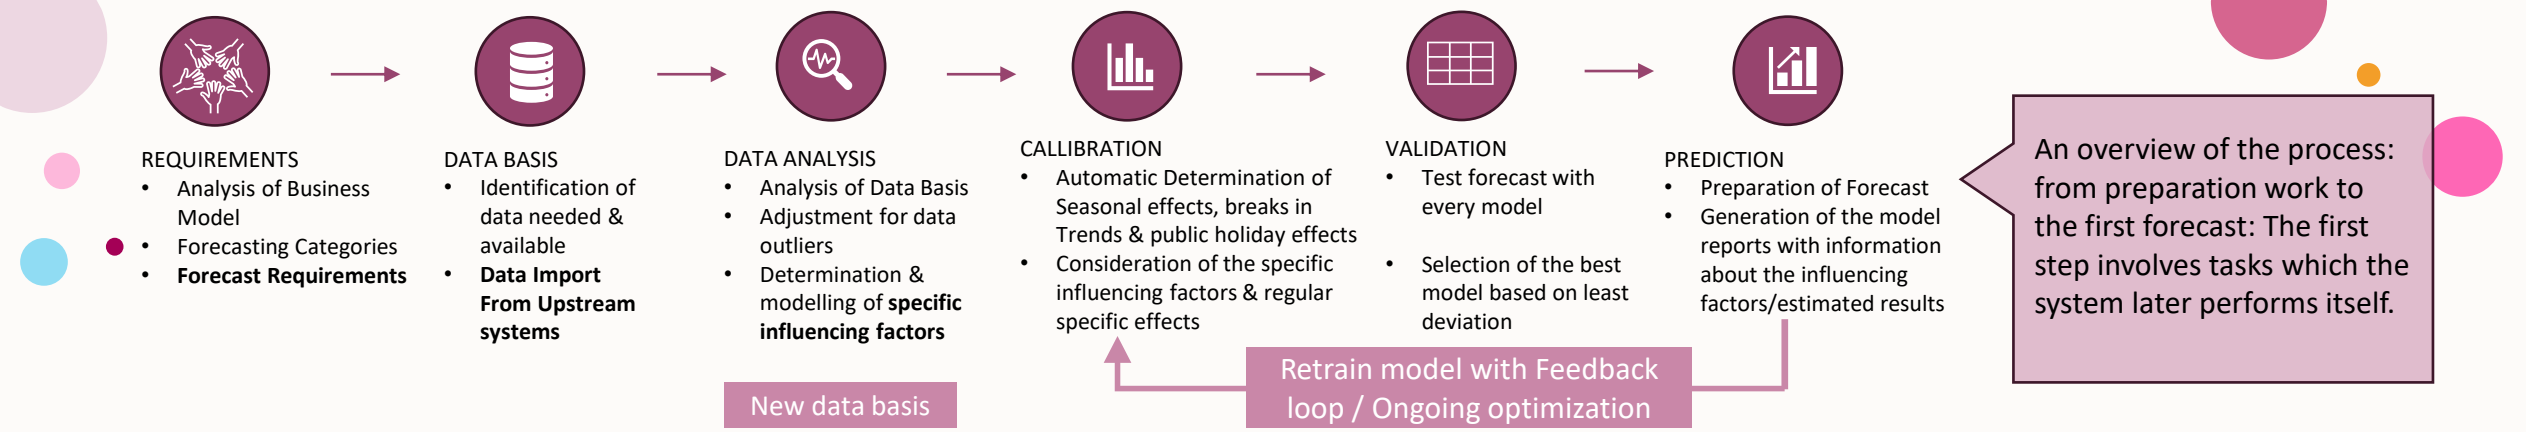 REQUIREMENTS
• Analysis of Business
Model
• Forecasting Categories
• Forecast Requirements
DATA BASIS
• Identification of
data needed &
available
• Data Import
From Upstream
systems
DATA ANALYSIS
• Analysis of Data Basis
• Adjustment for data
outliers
• Determination &
modelling of specific
influencing factors
New data basis
CALLIBRATION
• Automatic Determination of
Seasonal effects, breaks in
Trends & public holiday effects
• Consideration of the specific
influencing factors & regular
specific effects
VALIDATION
• Test forecast with
every model
• Selection of the best
model based on least
deviation
PREDICTION
• Preparation of Forecast
• Generation of the model
reports with information
about the influencing
factors/estimated results
Retrain model with Feedback
loop / Ongoing optimization
An overview of the process:
from preparation work to
the first forecast: The first
step involves tasks which the
system later performs itself.